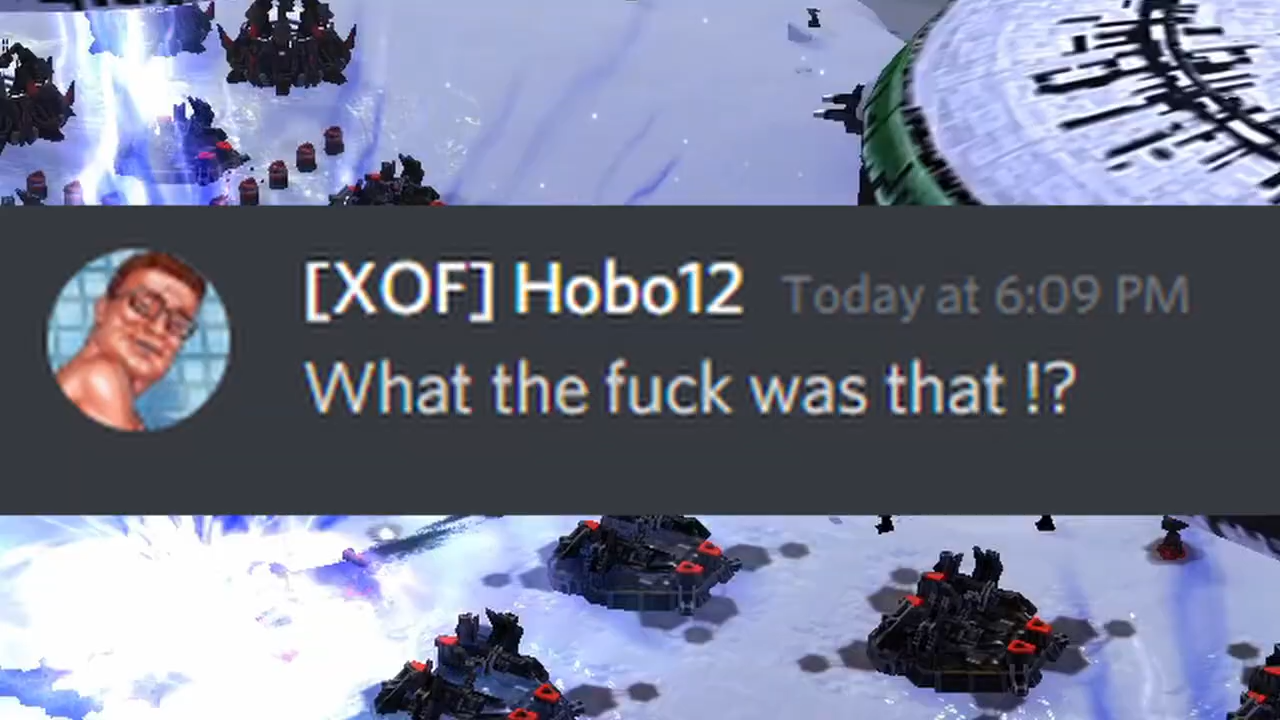 [XOF] Hobo12 Today at 6:09 PM
What the fuck was that !?